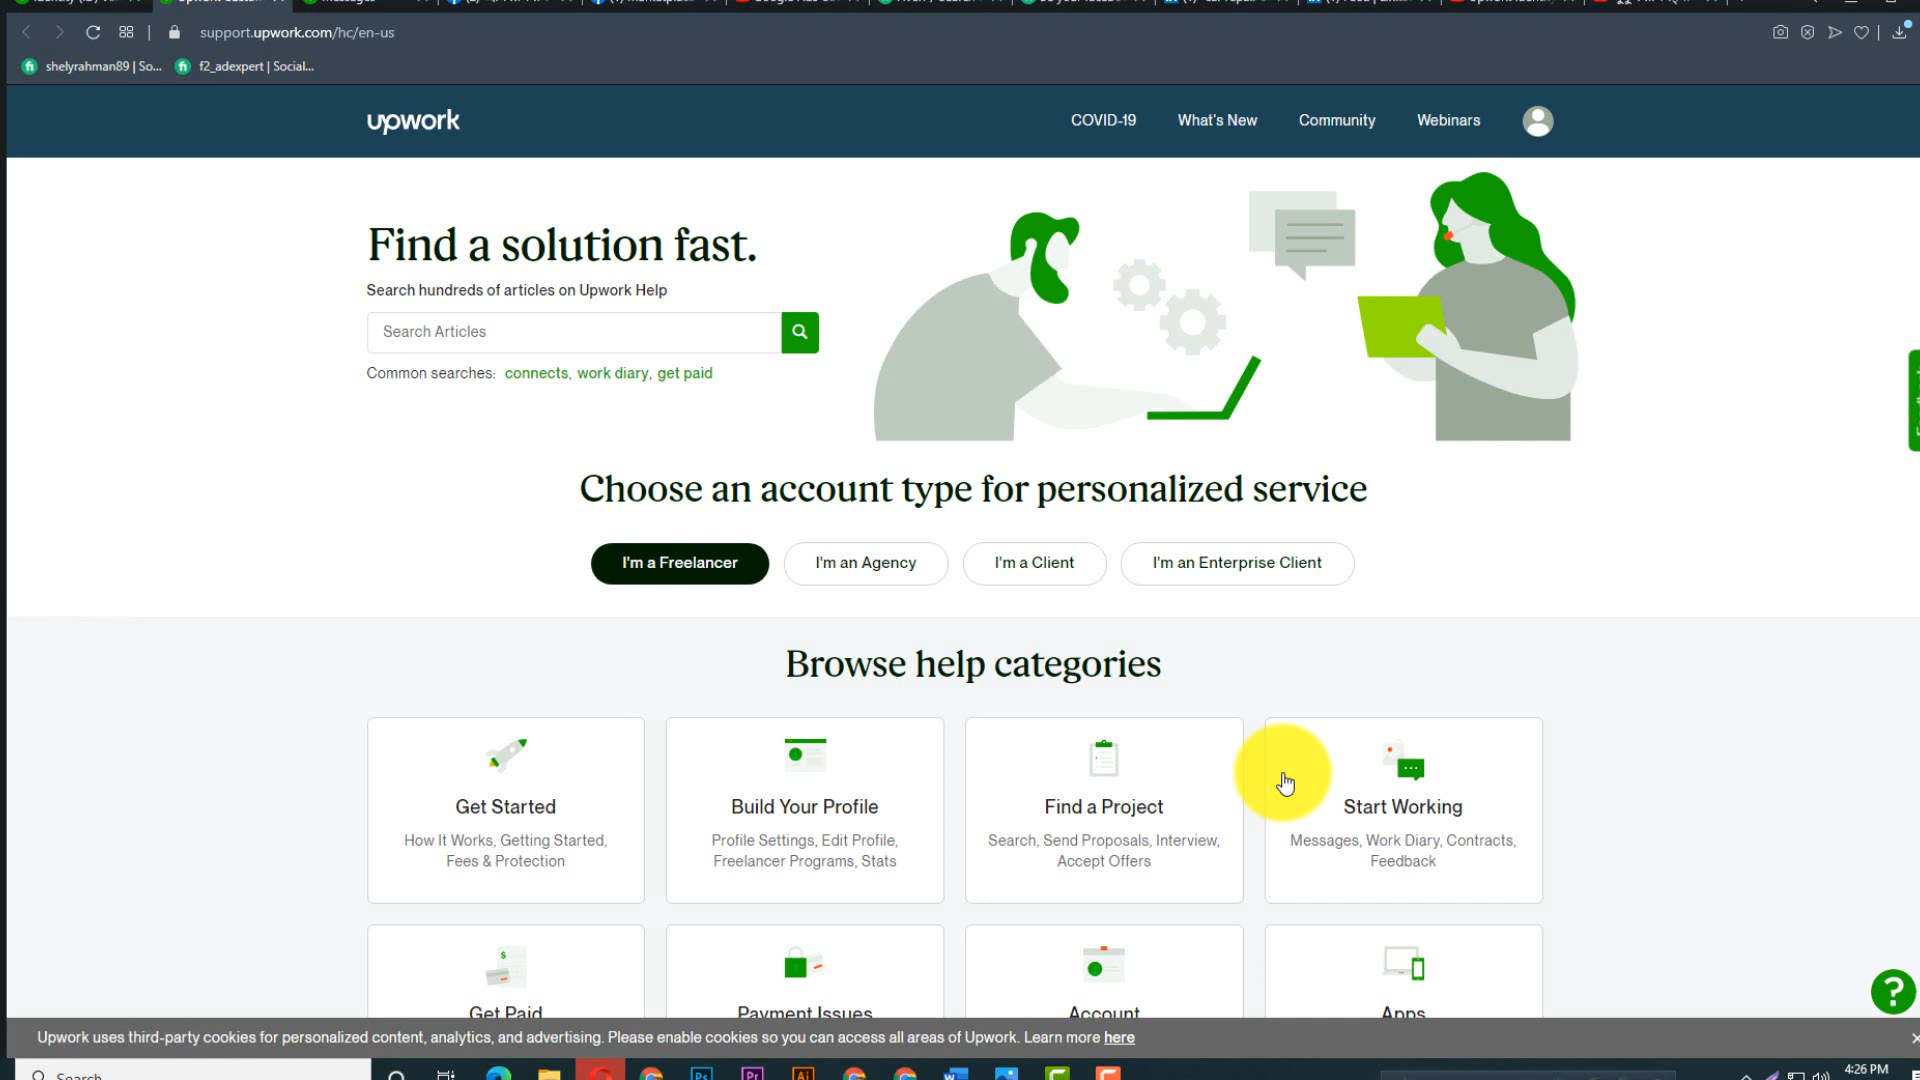 support.upwork.com/hc/en-us
shelyrahman89 | So...
f2_adexpert | Social...
upwork
COVID-19
What's New
Community
Webinars
Find a solution fast.
Search hundreds of articles on Upwork Help
Search Articles
Common searches: connects, work diary, get paid
Choose an account type for personalized service
I'm a Freelancer
I'm an Agency
I'm a Client
I'm an Enterprise Client
Browse help categories
Get Started
How It Works, Getting Started,
Fees & Protection
Build Your Profile
Profile Settings, Edit Profile,
Freelancer Programs, Stats
Find a Project
Search, Send Proposals, Interview,
Accept Offers
Start Working
Messages, Work Diary, Contracts,
Feedback
Get Paid
Payment Issues
Account
Apps
?
Upwork uses third-party cookies for personalized content, analytics, and advertising. Please enable cookies so you can access all areas of Upwork. Learn more here
Search
Ps
Pr
Ai
4:26 PM